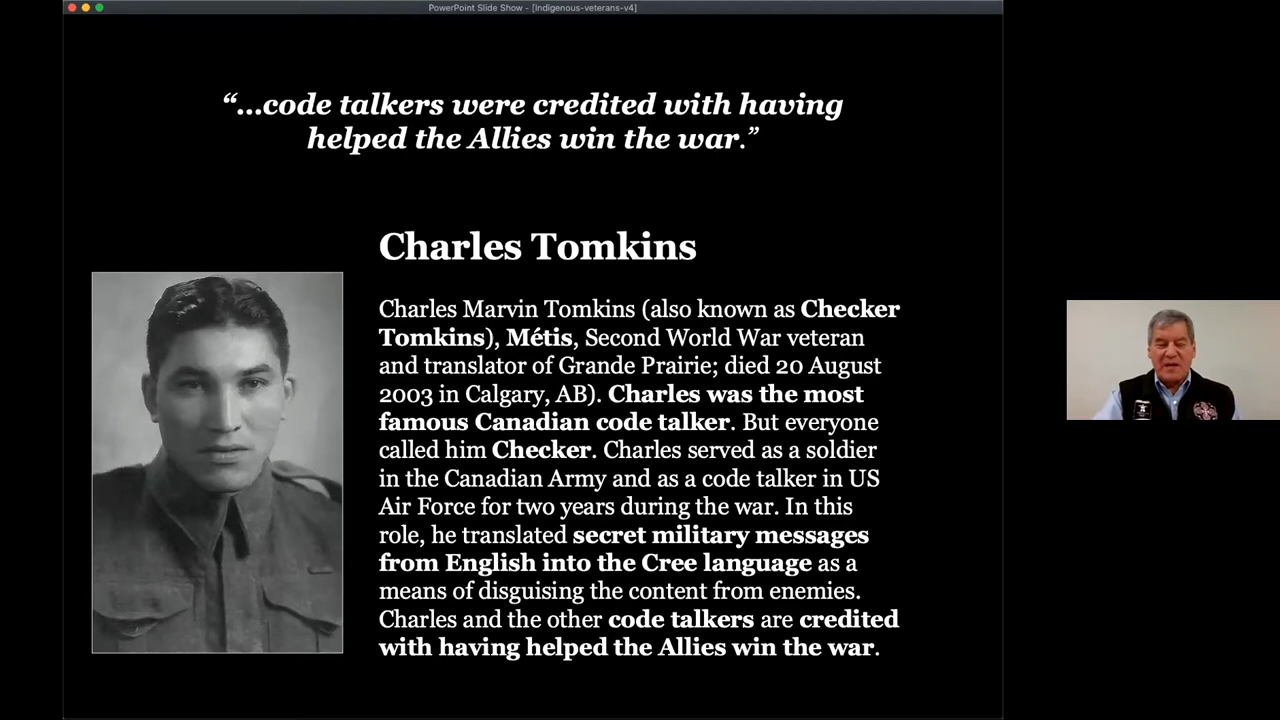 PowerPoint Slide Show - [Indigenous-veterans-v4]
“...code talkers were credited with having
helped the Allies win the war.”
Charles Tomkins
Charles Marvin Tomkins (also known as Checker
Tomkins), Métis, Second World War veteran
and translator of Grande Prairie; died 20 August
2003 in Calgary, AB). Charles was the most
famous Canadian code talker. But everyone
called him Checker. Charles served as a soldier
in the Canadian Army and as a code talker in US
Air Force for two years during the war. In this
role, he translated secret military messages
from English into the Cree language as a
means of disguising the content from enemies.
Charles and the other code talkers are credited
with having helped the Allies win the war.